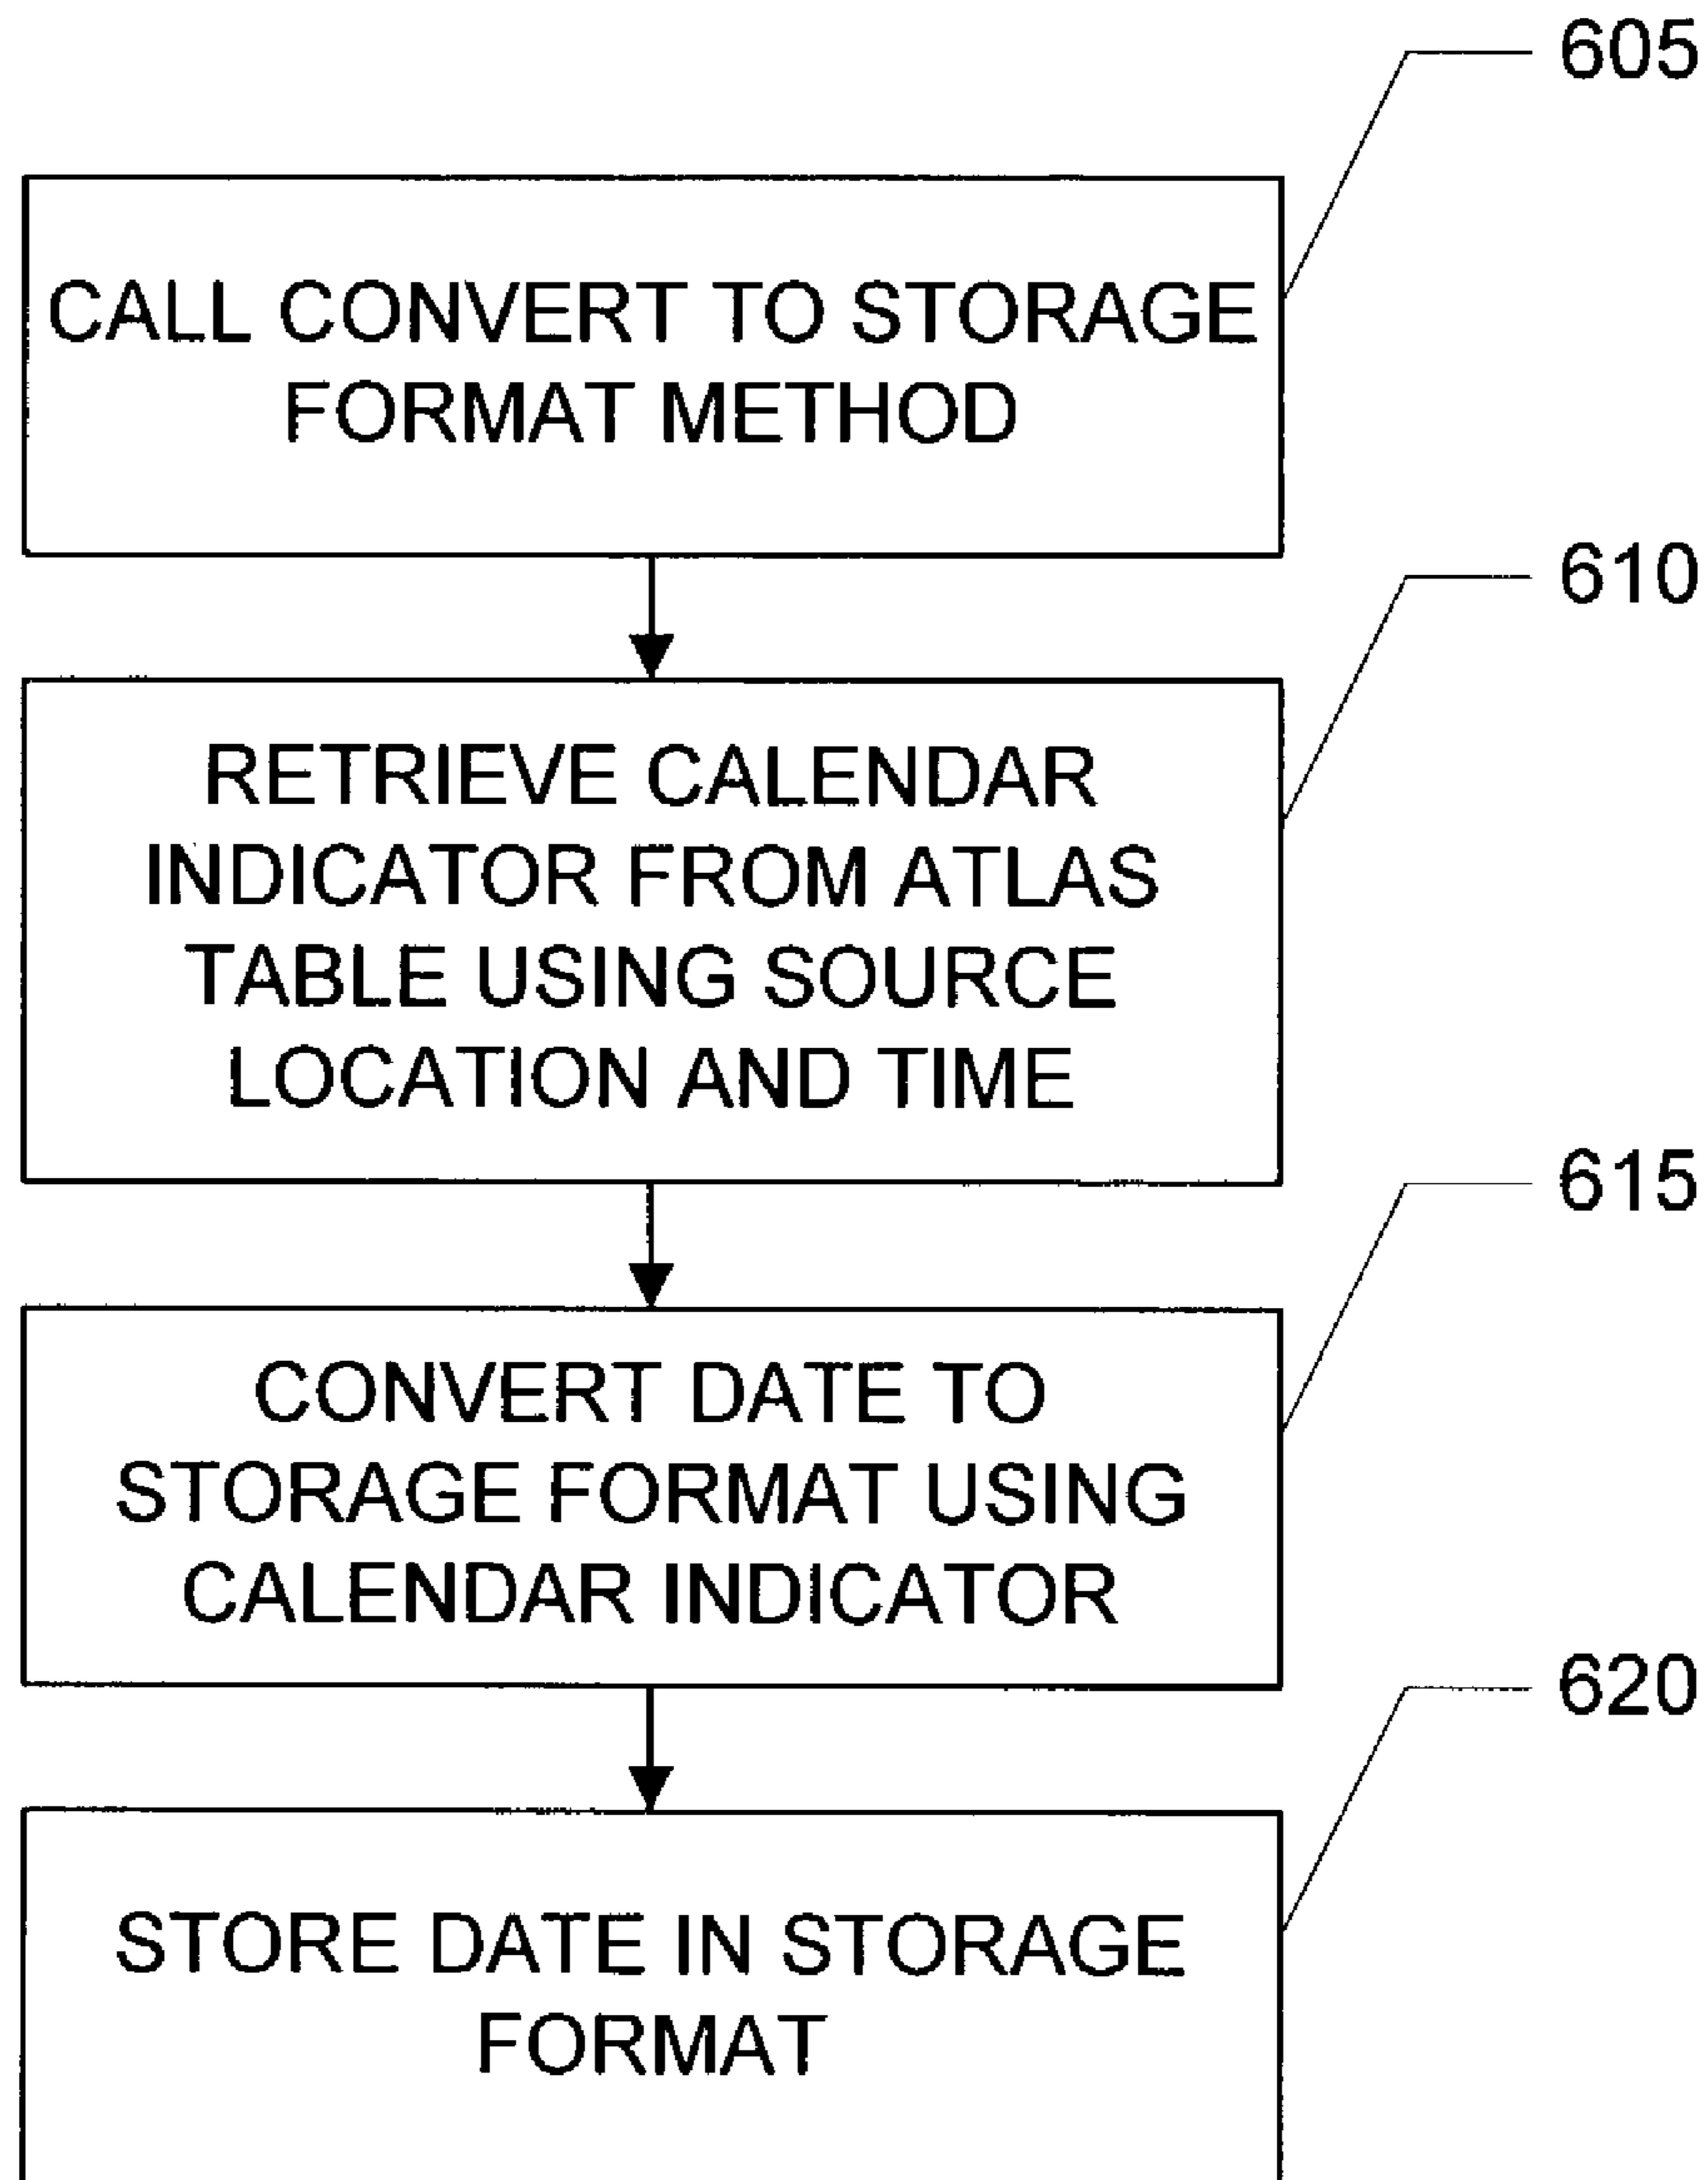 605
CALL CONVERT TO STORAGE
FORMAT METHOD
610
RETRIEVE CALENDAR
INDICATOR FROM ATLAS
TABLE USING SOURCE
LOCATION AND TIME
615
CONVERT DATE TO
STORAGE FORMAT USING
CALENDAR INDICATOR
620
STORE DATE IN STORAGE
FORMAT